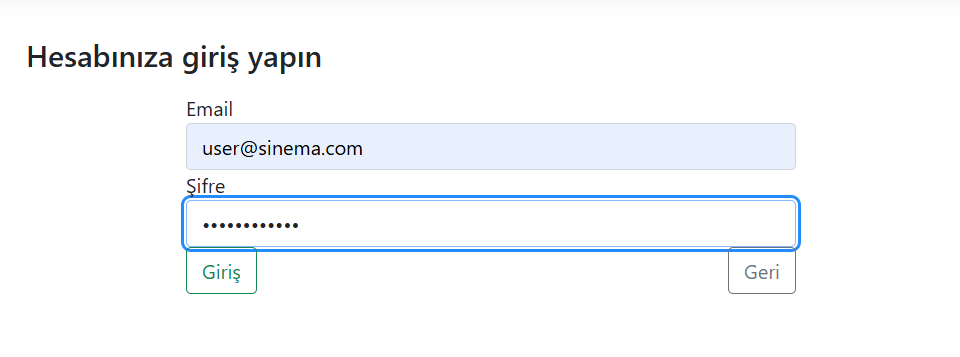 Hesabınıza giriş yapın
Email
user@sinema.com
Şifre
••••••••••••
Giriş
Geri